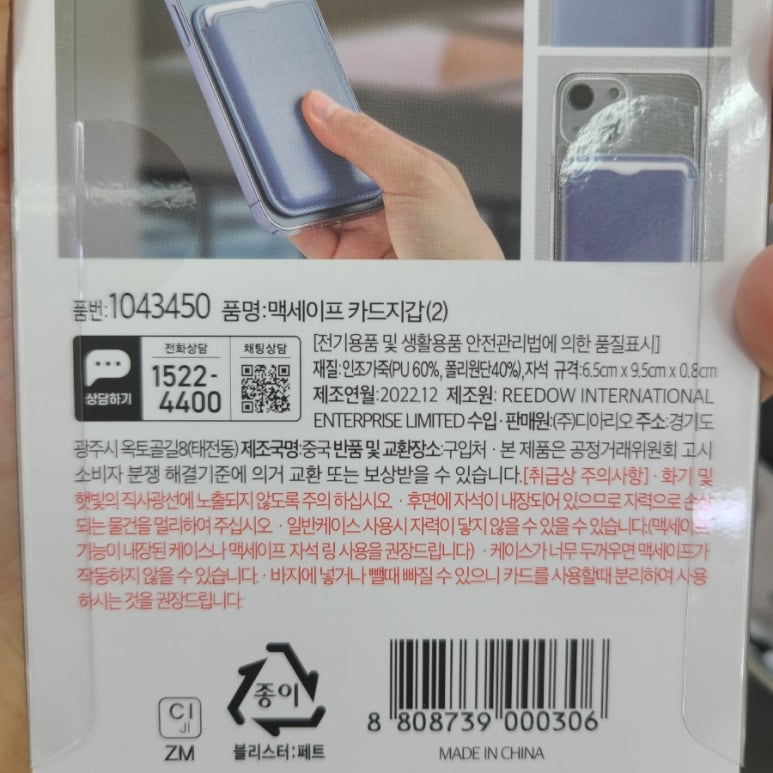 품번:1043450 품명:맥세이프 카드지갑(2)
상담하기
전화상담
1522-
4400
채팅상담
[전기용품 및 생활용품 안전관리법에 의한 품질표시]
재질:인조가죽(PU 60%, 폴리원단40%),자석 규격:6.5cm x 9.5cm x 0.8cm
제조연월:2022.12 제조원: REEDOW INTERNATIONAL
ENTERPRISE LIMITED 수입·판매원:(주)디아리오 주소:경기도
광주시 옥토골길8(태전동) 제조국명:중국 반품 및 교환장소:구입처 · 본 제품은 공정거래위원회 고시
소비자 분쟁 해결기준에 의거 교환 또는 보상받을 수 있습니다.[취급상 주의사항] · 화기 및
햇빛의 직사광선에 노출되지 않도록 주의 하십시오 · 후면에 자석이 내장되어 있으므로 자력으로 손상
되는 물건을 멀리하여 주십시오 · 일반케이스 사용시 자력이 닿지 않을 수 있을 수 있습니다.(맥세이프
기능이 내장된 케이스나 맥세이프 자석 링 사용을 권장드립니다) · 케이스가 너무 두꺼우면 맥세이프가
작동하지 않을 수 있습니다. · 바지에 넣거나 뺄때 빠질 수 있으니 카드를 사용할때 분리하여 사용
하시는 것을 권장드립니다.
CI
JI
ZM
종이
블리스터:페트
8 808739 000306
MADE IN CHINA